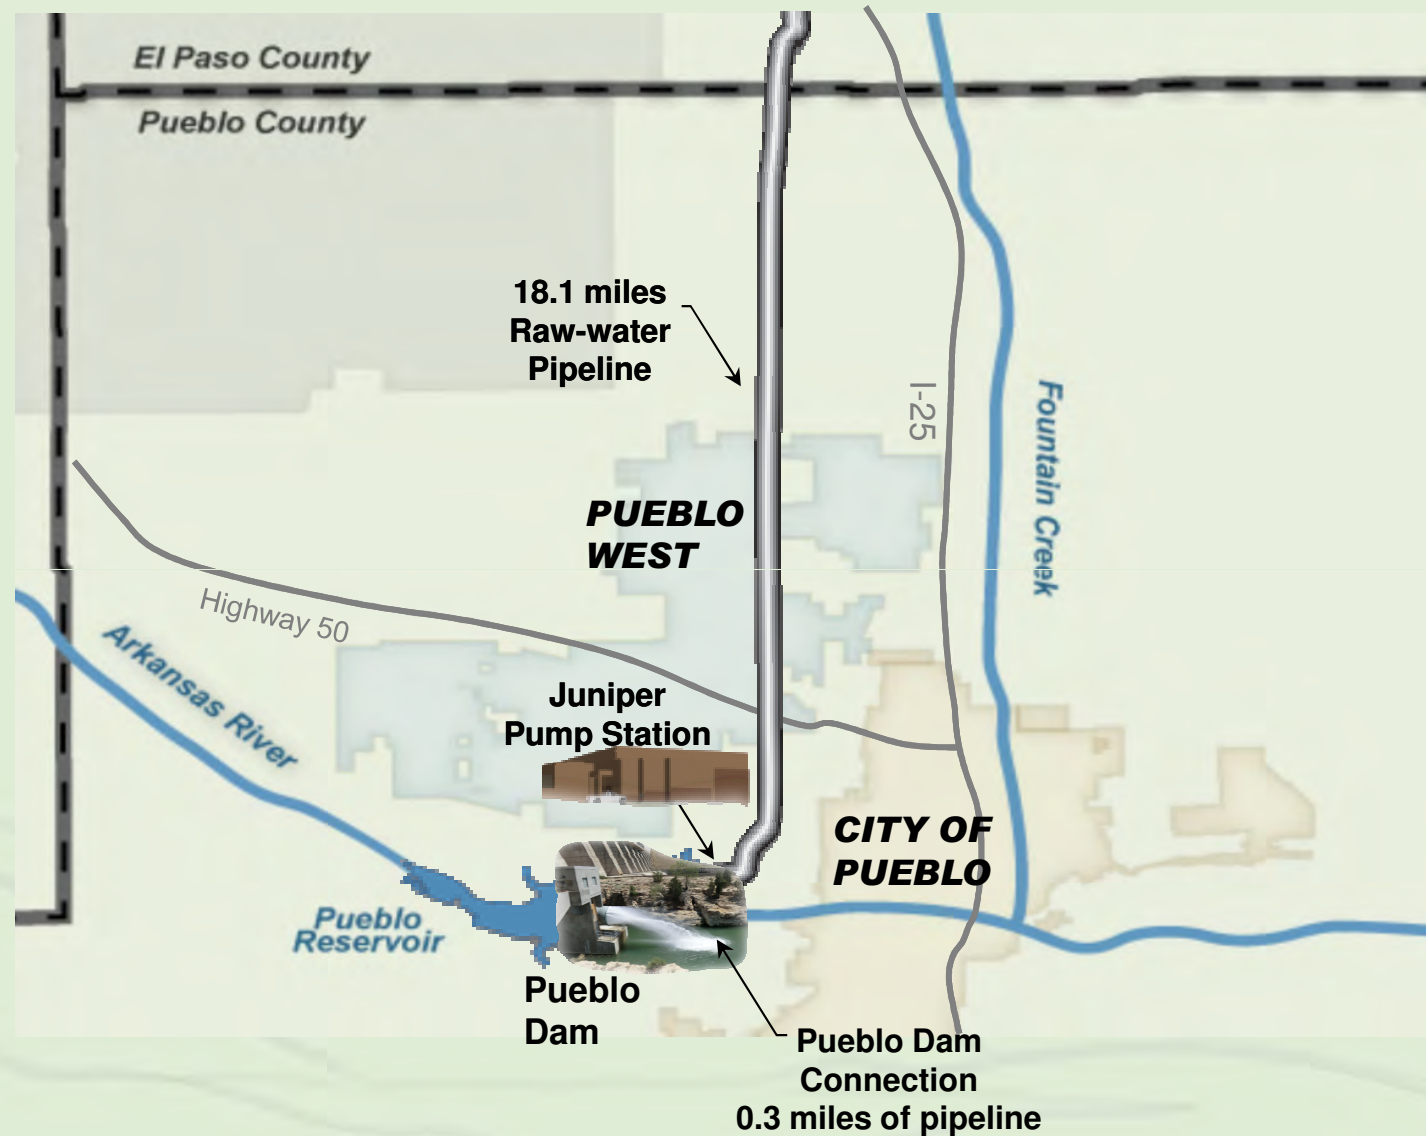 El Paso County
Pueblo County
18.1 miles
Raw-water
Pipeline
I-25
Fountain Creek
PUEBLO
WEST
Highway 50
Arkansas River
Juniper
Pump Station
CITY OF
PUEBLO
Pueblo
Reservoir
Pueblo
Dam
Pueblo Dam
Connection
0.3 miles of pipeline